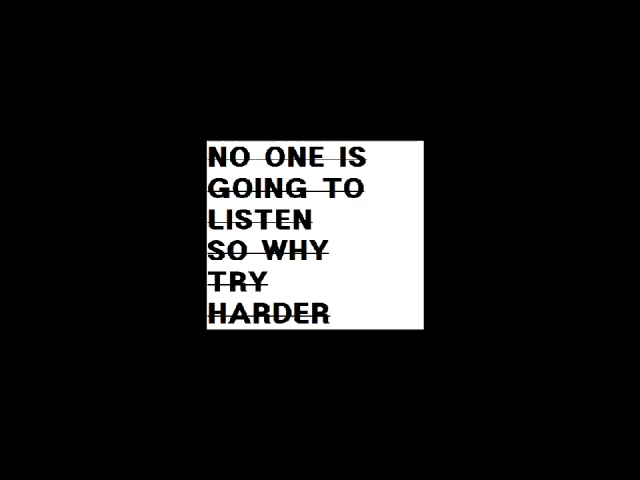 NO ONE IS
GOING TO
LISTEN
SO WHY
TRY
HARDER